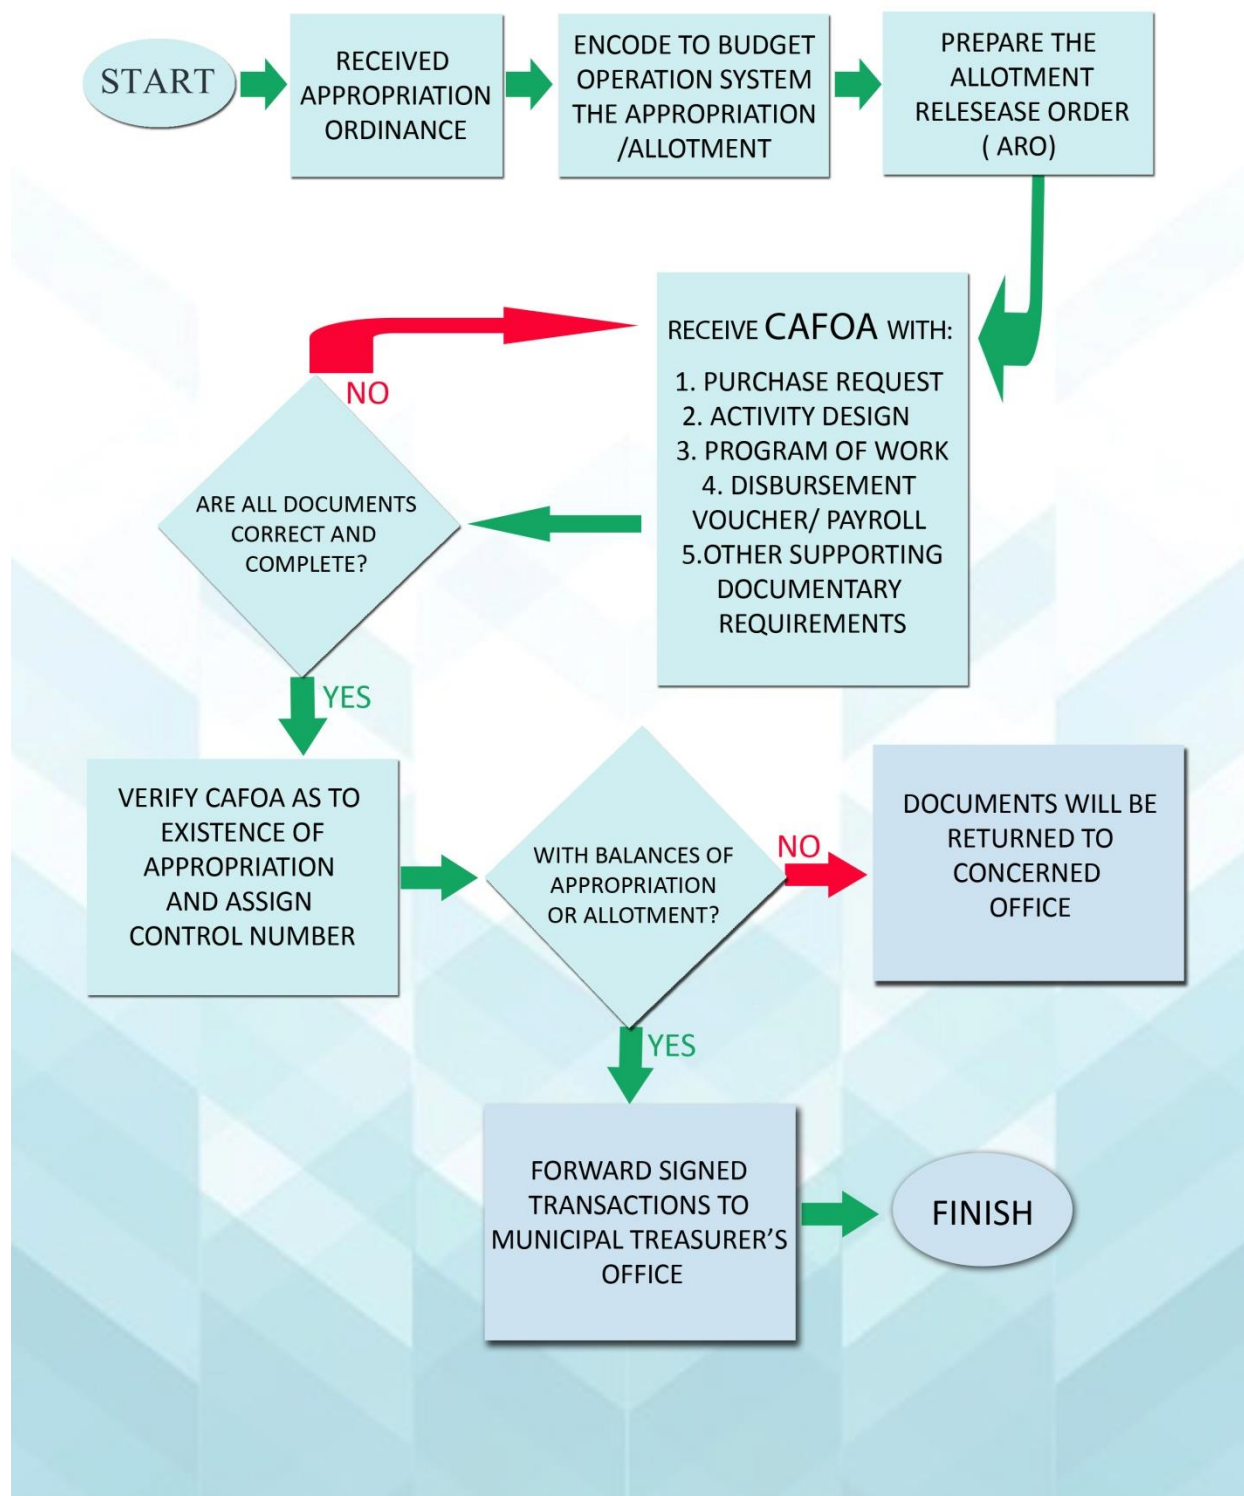 START
RECEIVED
APPROPRIATION
ORDINANCE
ENCODE TO BUDGET
OPERATION SYSTEM
THE APPROPRIATION
/ALLOTMENT
PREPARE THE
ALLOTMENT
RELESEASE ORDER
( ARO)
RECEIVE CAFOA WITH:
1. PURCHASE REQUEST
2. ACTIVITY DESIGN
3. PROGRAM OF WORK
4. DISBURSEMENT
VOUCHER/ PAYROLL
5.OTHER SUPPORTING
DOCUMENTARY
REQUIREMENTS
NO
ARE ALL DOCUMENTS
CORRECT AND
COMPLETE?
YES
VERIFY CAFOA AS TO
EXISTENCE OF
APPROPRIATION
AND ASSIGN
CONTROL NUMBER
WITH BALANCES OF
APPROPRIATION
OR ALLOTMENT?
NO
DOCUMENTS WILL BE
RETURNED TO
CONCERNED
OFFICE
YES
FORWARD SIGNED
TRANSACTIONS TO
MUNICIPAL TREASURER’S
OFFICE
FINISH